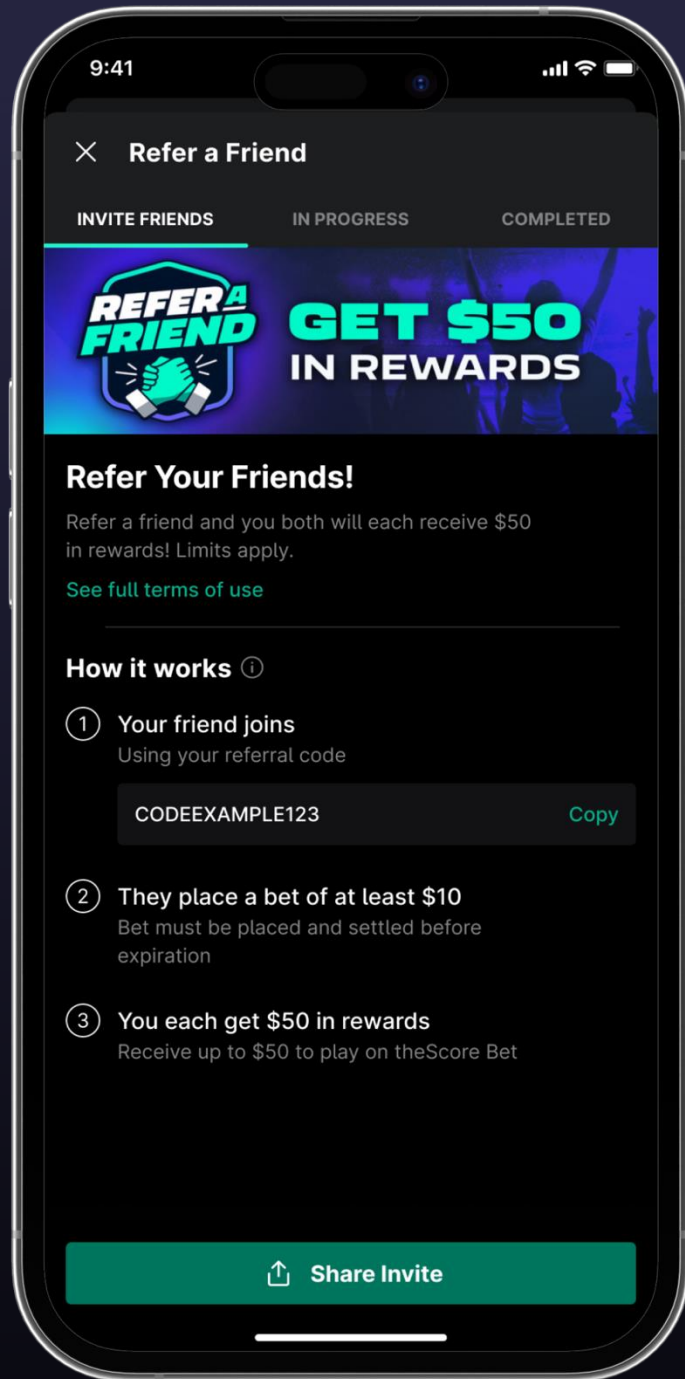 9:41
Refer a Friend
INVITE FRIENDS IN PROGRESS COMPLETED
REFER A
FRIEND
GET $50
IN REWARDS
Refer Your Friends!
Refer a friend and you both will each receive $50
in rewards! Limits apply.
See full terms of use
How it works
1 Your friend joins
Using your referral code
CODEEXAMPLE123 Copy
2 They place a bet of at least $10
Bet must be placed and settled before
expiration
3 You each get $50 in rewards
Receive up to $50 to play on theScore Bet
Share Invite